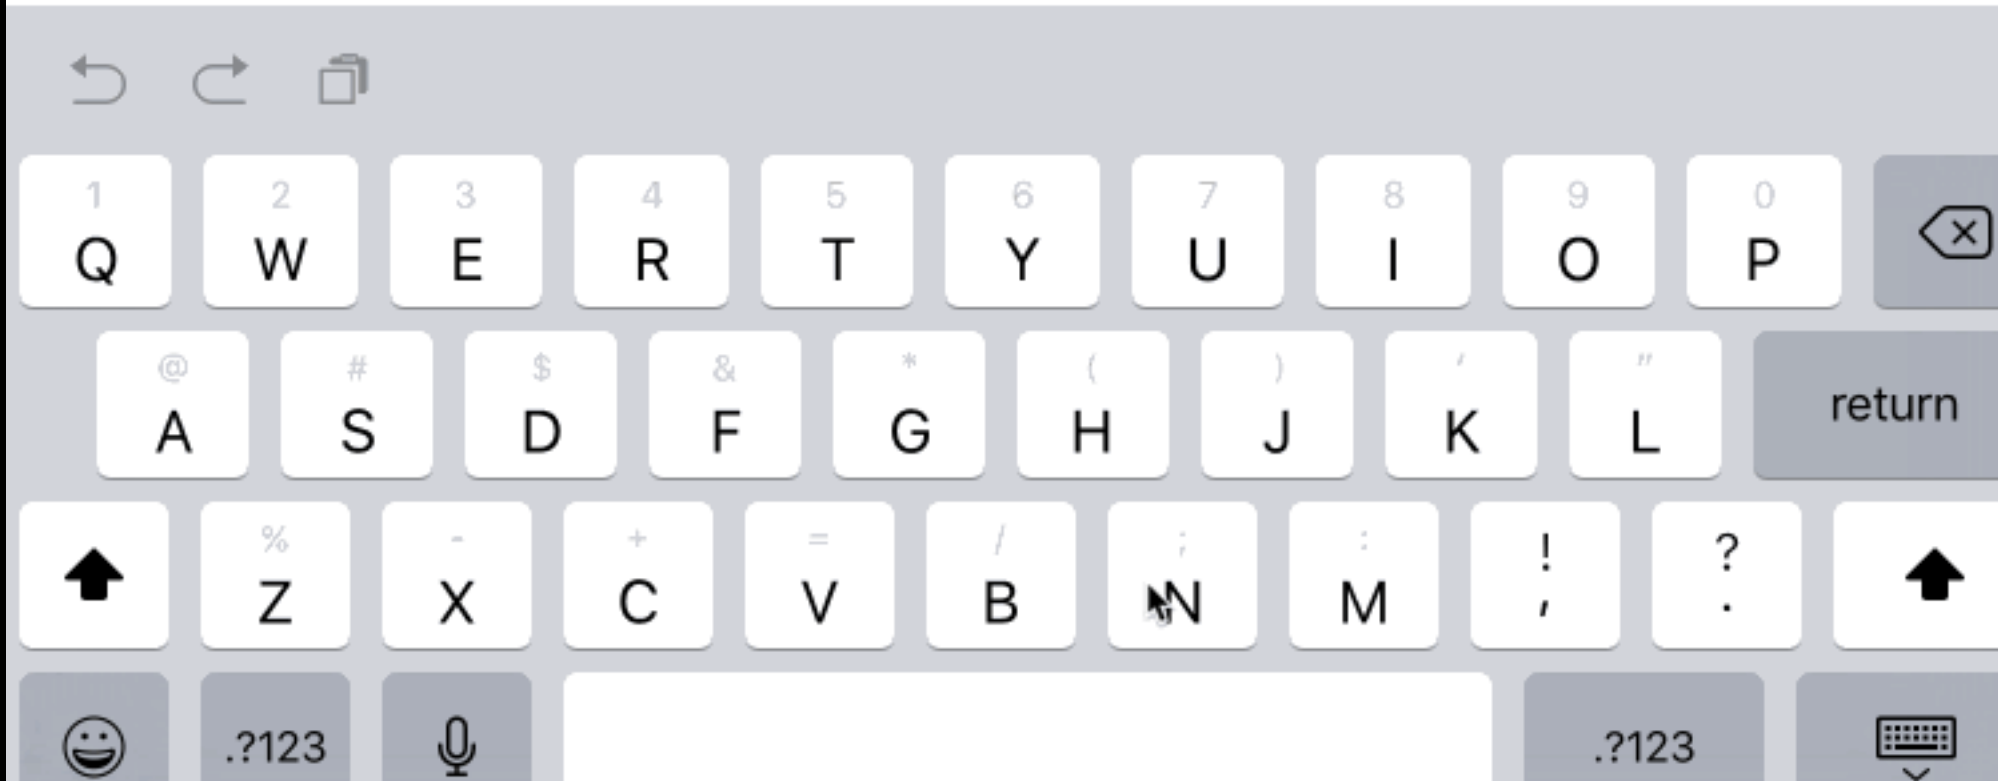 1 2 3 4 5 6 7 8 9 0
Q W E R T Y U I O P
@ # $ & * ( ) ' "
A S D F G H J K L return
% - + = / ; : ! ?
Z X C V B N M , .
.?123 .?123